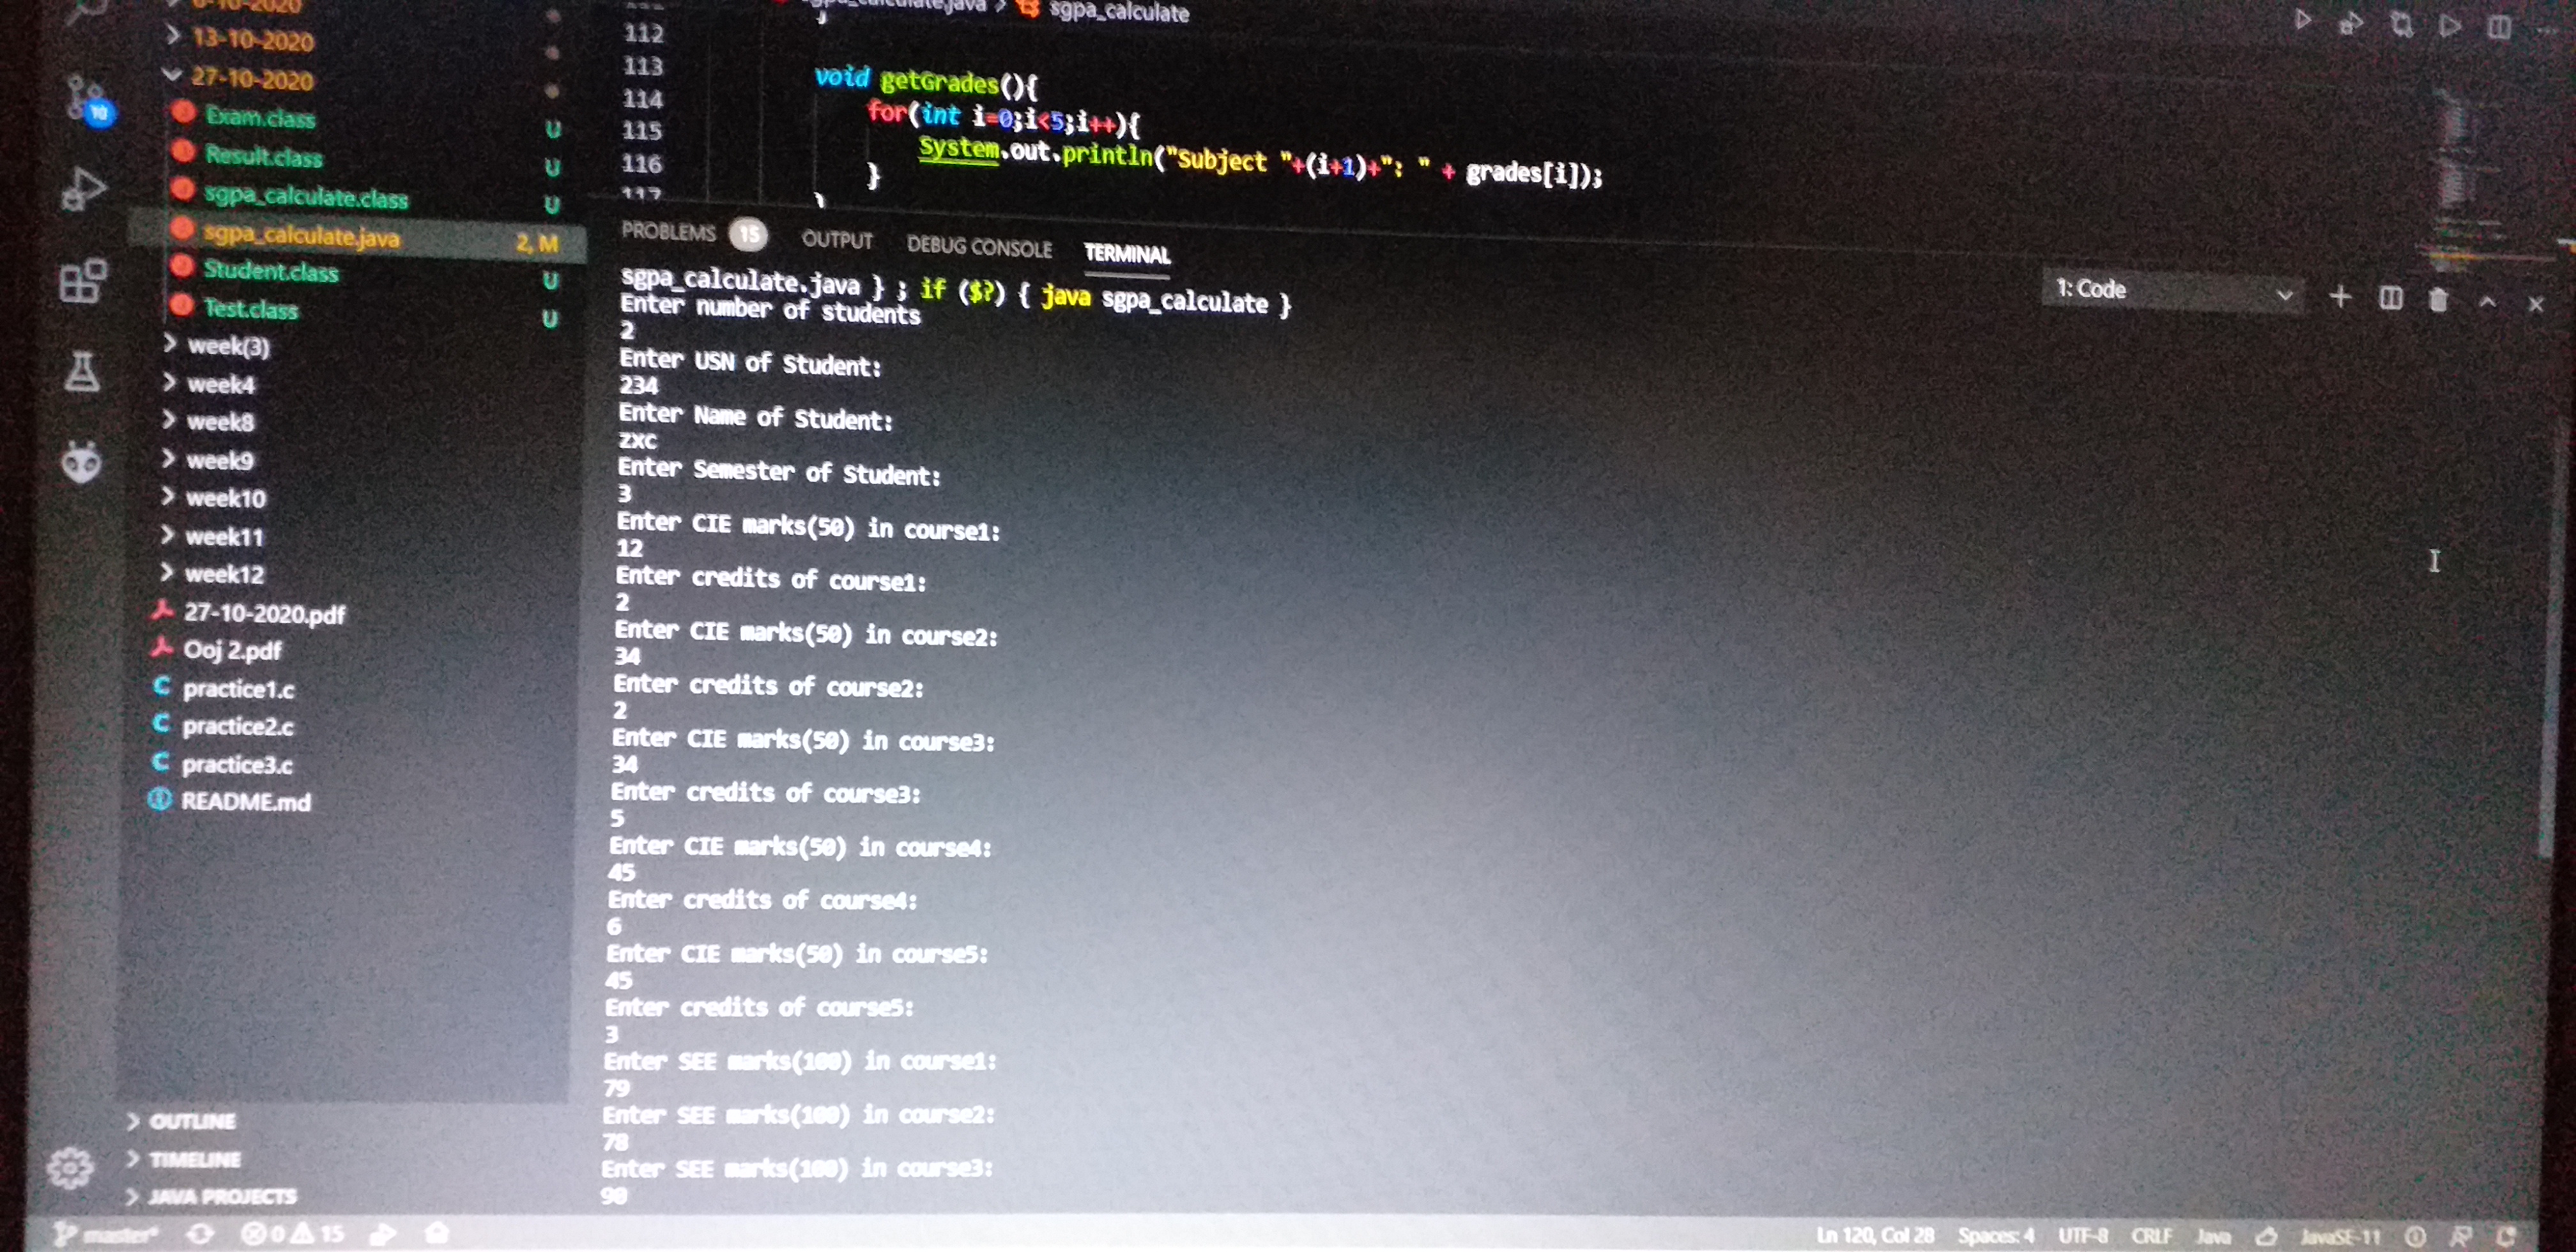 6-10-2020
13-10-2020
27-10-2020
Exam.class U
Result.class U
sgpa_calculate.class U
sgpa_calculate.java 2, M
Student.class U
Test.class U
week(3)
week4
week8
week9
week10
week11
week12
27-10-2020.pdf
Ooj 2.pdf
practice1.c
practice2.c
practice3.c
README.md
OUTLINE
TIMELINE
JAVA PROJECTS
10
sgpa_calculate.java > sgpa_calculate
112 }
113
114 void getGrades(){
115 for(int i=0;i<5;i++){
116 System.out.println("Subject "+(i+1)+": " + grades[i]);
117 }
}
PROBLEMS 15 OUTPUT DEBUG CONSOLE TERMINAL
1: Code
sgpa_calculate.java } ; if ($?) { java sgpa_calculate }
Enter number of students
2
Enter USN of Student:
234
Enter Name of Student:
zxc
Enter Semester of Student:
3
Enter CIE marks(50) in course1:
12
Enter credits of course1:
2
Enter CIE marks(50) in course2:
34
Enter credits of course2:
2
Enter CIE marks(50) in course3:
34
Enter credits of course3:
5
Enter CIE marks(50) in course4:
45
Enter credits of course4:
6
Enter CIE marks(50) in course5:
45
Enter credits of course5:
3
Enter SEE marks(100) in course1:
79
Enter SEE marks(100) in course2:
78
Enter SEE marks(100) in course3:
90
master* 0 15 Ln 120, Col 28 Spaces: 4 UTF-8 CRLF Java JavaSE-11